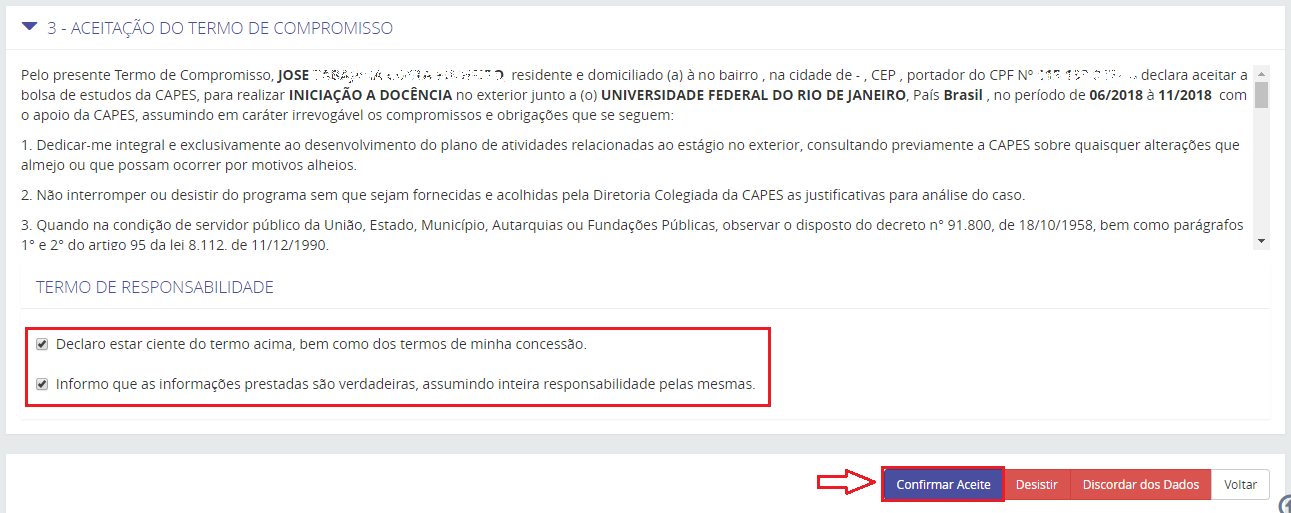 3 - ACEITAÇÃO DO TERMO DE COMPROMISSO
Pelo presente Termo de Compromisso, JOSE residente e domiciliado (a) à no bairro , na cidade de - , CEP , portador do CPF Nº declara aceitar a
bolsa de estudos da CAPES, para realizar INICIAÇÃO A DOCÊNCIA no exterior junto a (o) UNIVERSIDADE FEDERAL DO RIO DE JANEIRO, País Brasil , no período de 06/2018 à 11/2018 com
o apoio da CAPES, assumindo em caráter irrevogável os compromissos e obrigações que se seguem:
1. Dedicar-me integral e exclusivamente ao desenvolvimento do plano de atividades relacionadas ao estágio no exterior, consultando previamente a CAPES sobre quaisquer alterações que
almejo ou que possam ocorrer por motivos alheios.
2. Não interromper ou desistir do programa sem que sejam fornecidas e acolhidas pela Diretoria Colegiada da CAPES as justificativas para análise do caso.
3. Quando na condição de servidor público da União, Estado, Município, Autarquias ou Fundações Públicas, observar o disposto do decreto n° 91.800, de 18/10/1958, bem como parágrafos
1° e 2° do artigo 95 da lei 8.112, de 11/12/1990.
TERMO DE RESPONSABILIDADE
Declaro estar ciente do termo acima, bem como dos termos de minha concessão.
Informo que as informações prestadas são verdadeiras, assumindo inteira responsabilidade pelas mesmas.
Confirmar Aceite Desistir Discordar dos Dados Voltar